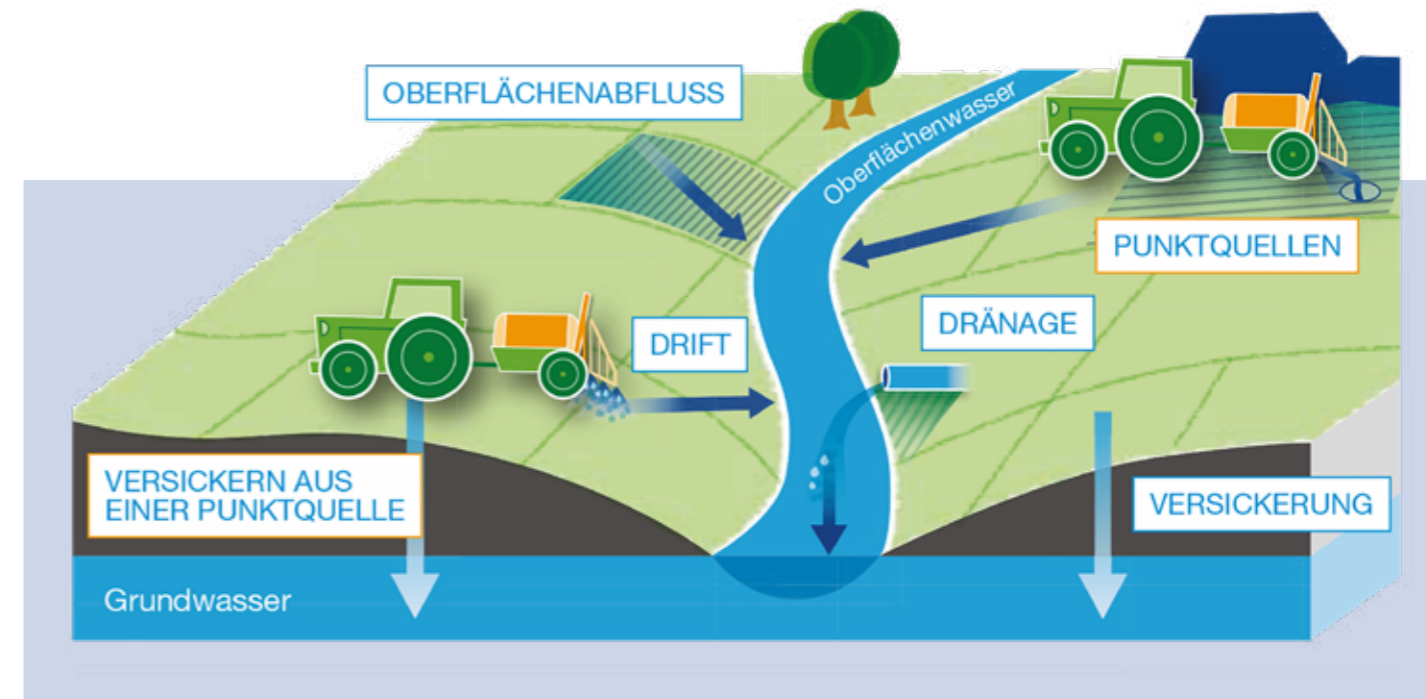 OBERFLÄCHENABFLUSS
Oberflächenwasser
PUNKTQUELLEN
DRÄNAGE
DRIFT
VERSICKERN AUS
EINER PUNKTQUELLE
VERSICKERUNG
Grundwasser